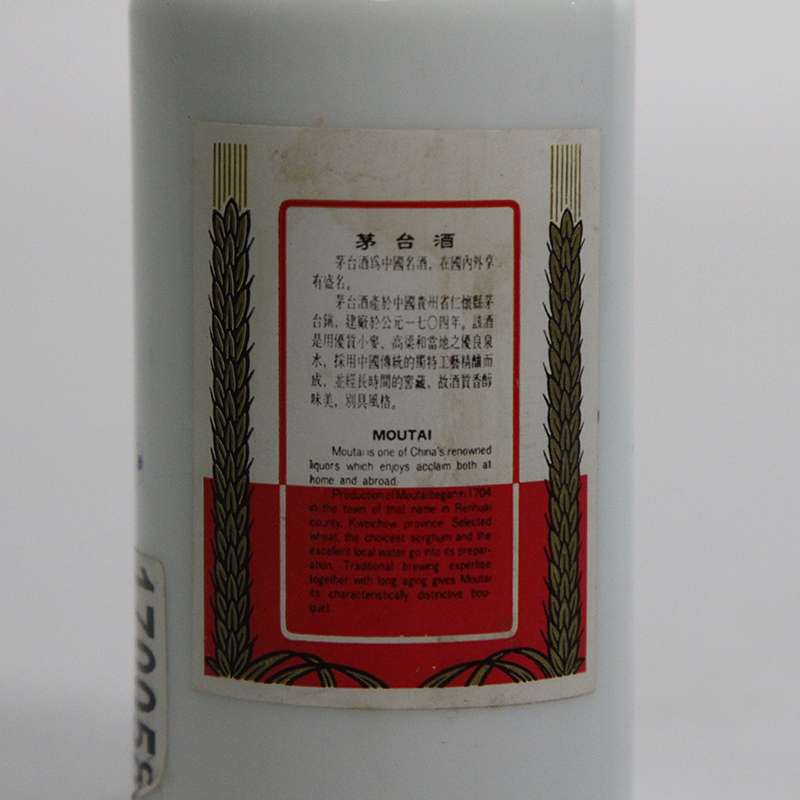 茅台酒
茅台酒爲中國名酒，在國內外享
有盛名。
茅台酒產於中國貴州省仁懷縣茅
台鎮，建廠於公元一七〇四年。該酒
是用優質小麥、高梁和當地之優良泉
水，採用中國傳統的獨特工藝精釀而
成，並經長時間的窖藏，故酒質香醇
味美，別具風格。
MOUTAI
Moutai is one of China's renowned
liquors which enjoys acclaim both at
home and abroad.
Production of Moutai began in 1704
in the town of that name in Renhuai
county, Kweichow province. Selected
wheat, the choicest sorghum and the
excellent local water go into its prepar-
ation. Traditional brewing expertise
together with long aging gives Moutai
its characteristically distinctive bou-
quet.
170056